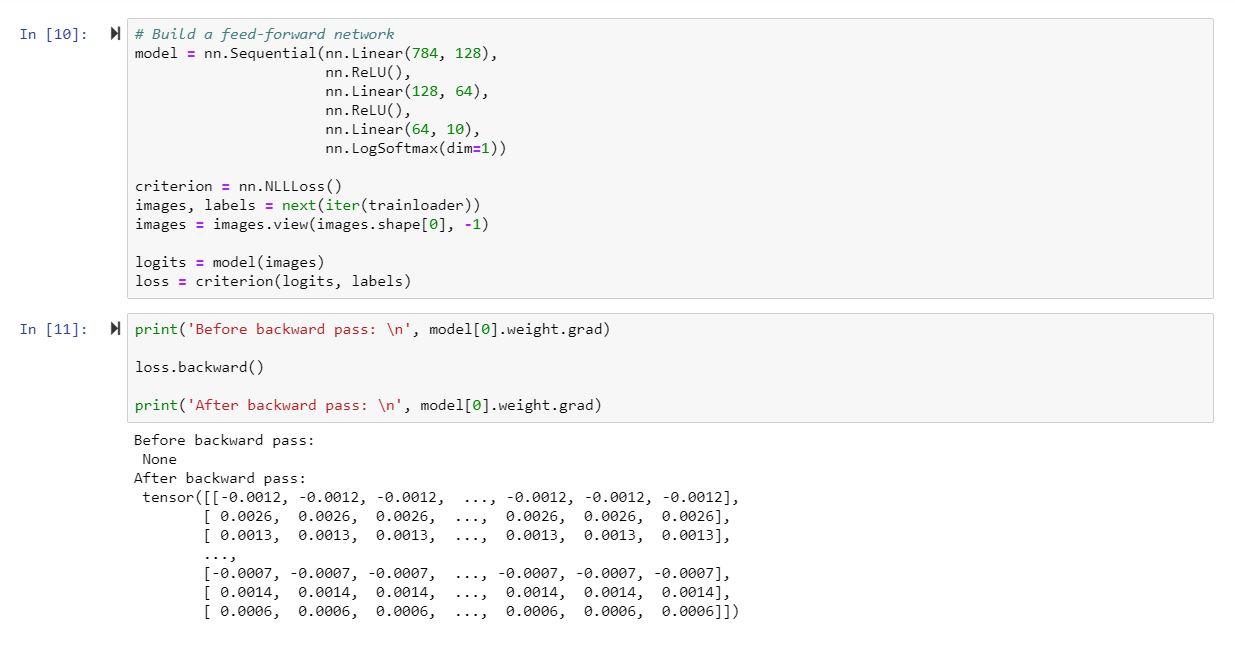 In [10]:
# Build a feed-forward network
model = nn.Sequential(nn.Linear(784, 128),
                      nn.ReLU(),
                      nn.Linear(128, 64),
                      nn.ReLU(),
                      nn.Linear(64, 10),
                      nn.LogSoftmax(dim=1))

criterion = nn.NLLLoss()
images, labels = next(iter(trainloader))
images = images.view(images.shape[0], -1)

logits = model(images)
loss = criterion(logits, labels)
In [11]:
print('Before backward pass: \n', model[0].weight.grad)

loss.backward()

print('After backward pass: \n', model[0].weight.grad)
Before backward pass:
 None
After backward pass:
 tensor([[-0.0012, -0.0012, -0.0012,  ..., -0.0012, -0.0012, -0.0012],
        [ 0.0026,  0.0026,  0.0026,  ...,  0.0026,  0.0026,  0.0026],
        [ 0.0013,  0.0013,  0.0013,  ...,  0.0013,  0.0013,  0.0013],
        ...,
        [-0.0007, -0.0007, -0.0007,  ..., -0.0007, -0.0007, -0.0007],
        [ 0.0014,  0.0014,  0.0014,  ...,  0.0014,  0.0014,  0.0014],
        [ 0.0006,  0.0006,  0.0006,  ...,  0.0006,  0.0006,  0.0006]])